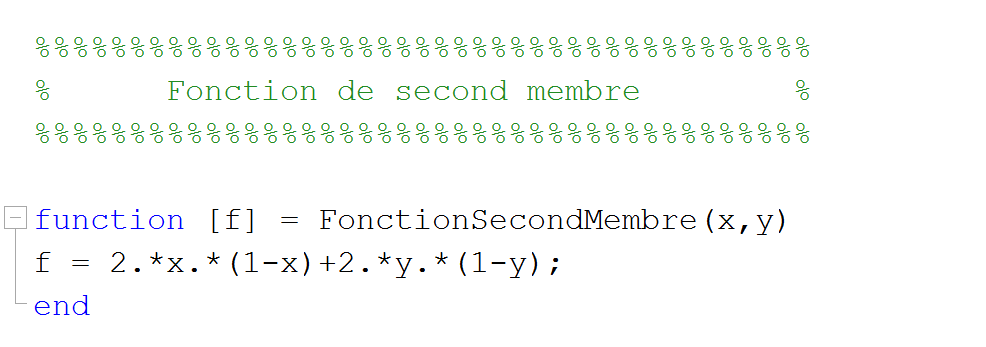 %%%%%%%%%%%%%%%%%%%%%%%%%%%%%%%%%%%%%%%%%
% Fonction de second membre %
%%%%%%%%%%%%%%%%%%%%%%%%%%%%%%%%%%%%%%%%%
function [f] = FonctionSecondMembre(x,y)
f = 2.*x.*(1-x)+2.*y.*(1-y);
end